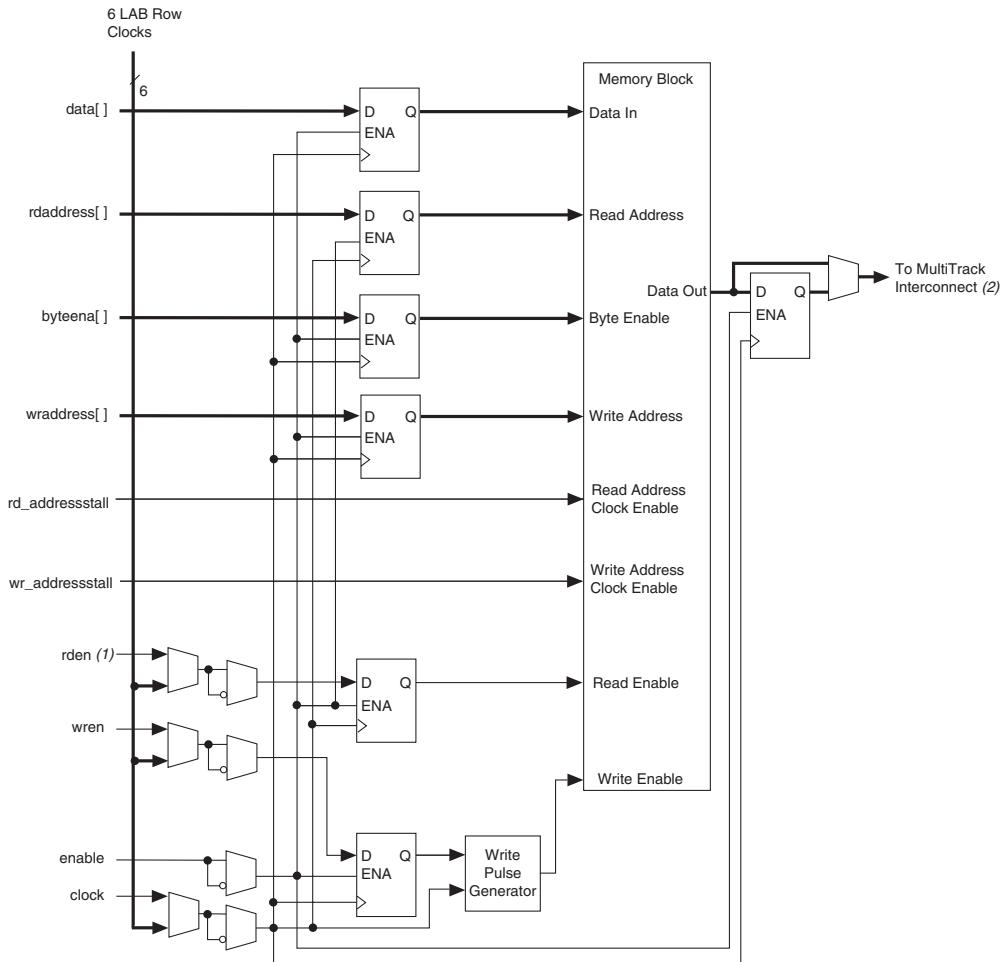 6 LAB Row
Clocks
6
data[ ]
D Q
ENA
Memory Block
Data In
rdaddress[ ]
D Q
ENA
Read Address
byteena[ ]
D Q
ENA
Byte Enable
Data Out
D Q
ENA
To MultiTrack
Interconnect (2)
wraddress[ ]
D Q
ENA
Write Address
rd_addressstall
Read Address
Clock Enable
wr_addressstall
Write Address
Clock Enable
rden (1)
D Q
ENA
Read Enable
wren
Write Enable
enable
D Q
ENA
Write
Pulse
Generator
clock